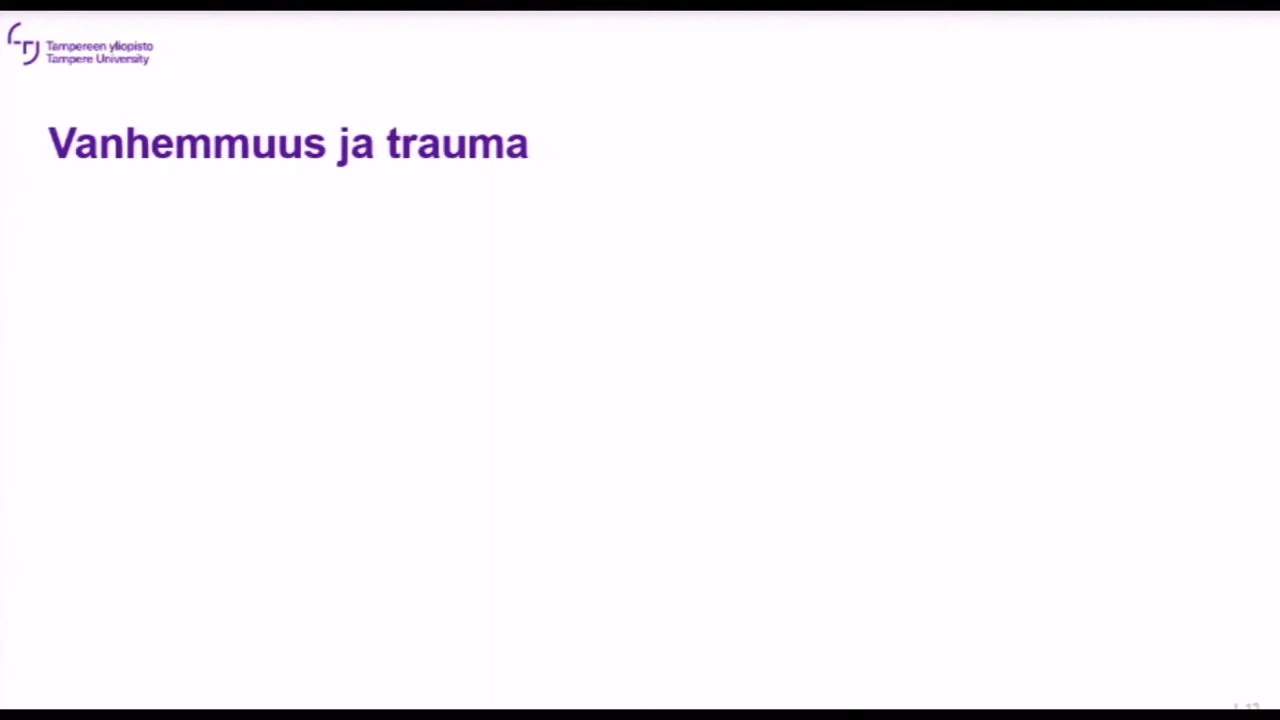 Tampereen yliopisto
Tampere University
Vanhemmuus ja trauma